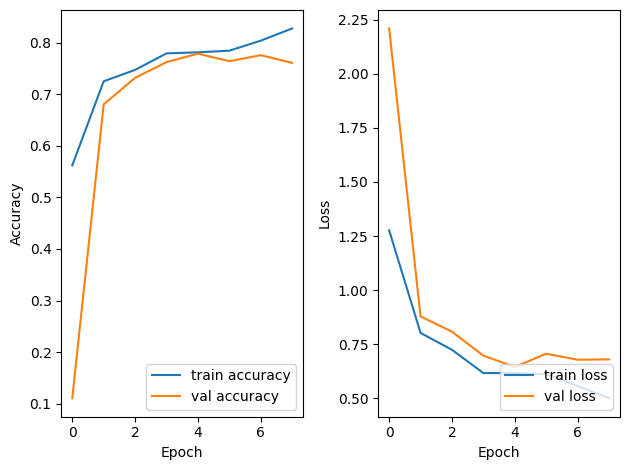 0.8
0.7
0.6
0.5
0.4
0.3
0.2
0.1
Accuracy
0 2 4 6
Epoch
train accuracy
val accuracy
2.25
2.00
1.75
1.50
1.25
1.00
0.75
0.50
Loss
0 2 4 6
Epoch
train loss
val loss